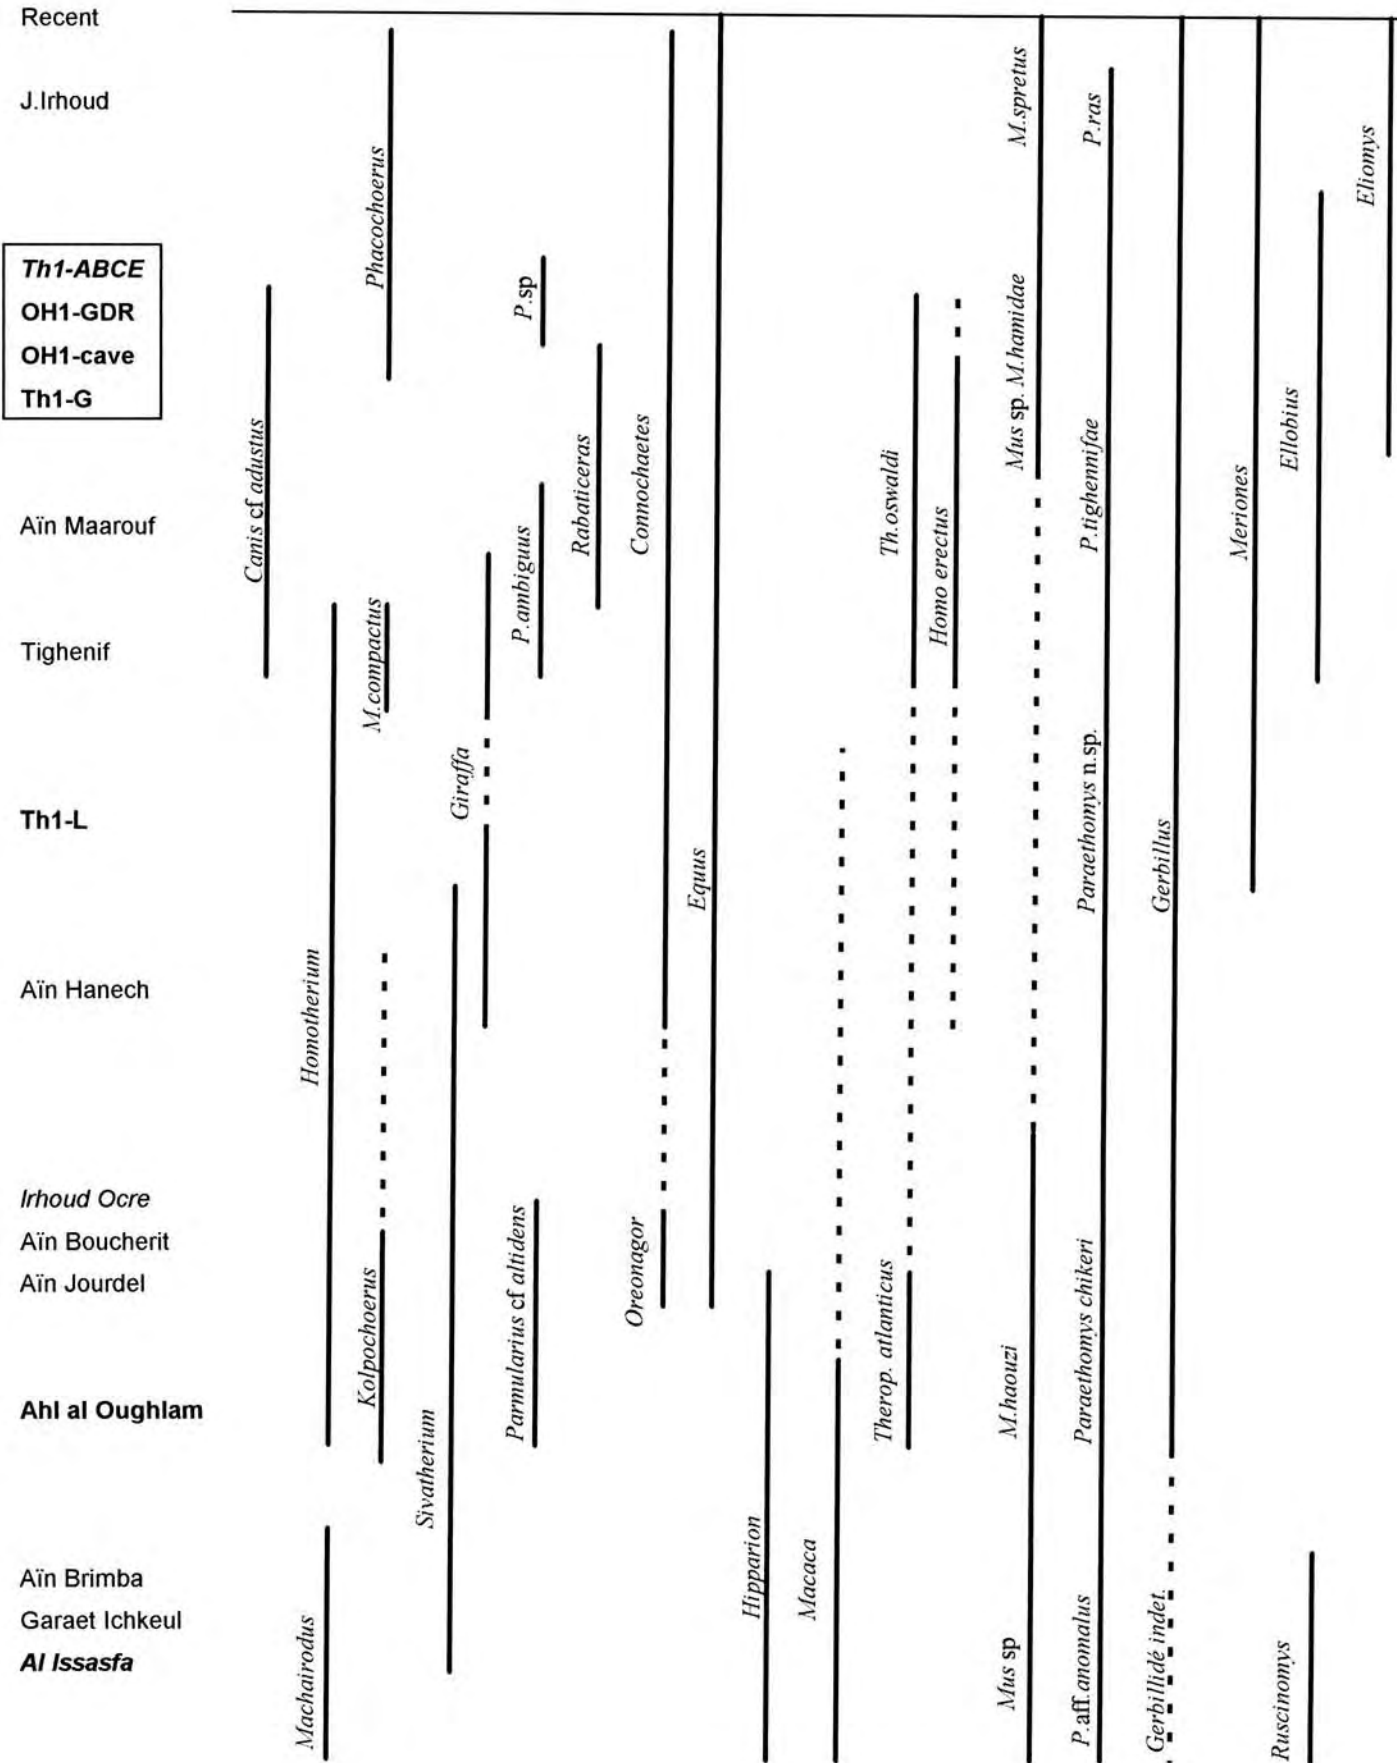 Recent
J.Irhoud
Th1-ABCE
OH1-GDR
OH1-cave
Th1-G
Aïn Maarouf
Tighenif
Th1-L
Aïn Hanech
Irhoud Ocre
Aïn Boucherit
Aïn Jourdel
Ahl al Oughlam
Aïn Brimba
Garaet Ichkeul
Al Issasfa
Canis cf adustus
Homotherium
Machairodus
Phacochoerus
M.compactus
Kolpochoerus
Sivatherium
Giraffa
P.sp
P.ambiguus
Parmularius cf altidens
Rabaticeras
Connochaetes
Oreonagor
Equus
Hipparion
Macaca
Th.oswaldi
Therop. atlanticus
Homo erectus
M.spretus
Mus sp. M.hamidae
M.haouzi
Mus sp
P.ras
P.tighennifae
Paraethomys n.sp.
Paraethomys chikeri
P.aff.anomalus
Gerbillus
Gerbillidé indet.
Meriones
Ellobius
Ruscinomys
Eliomys